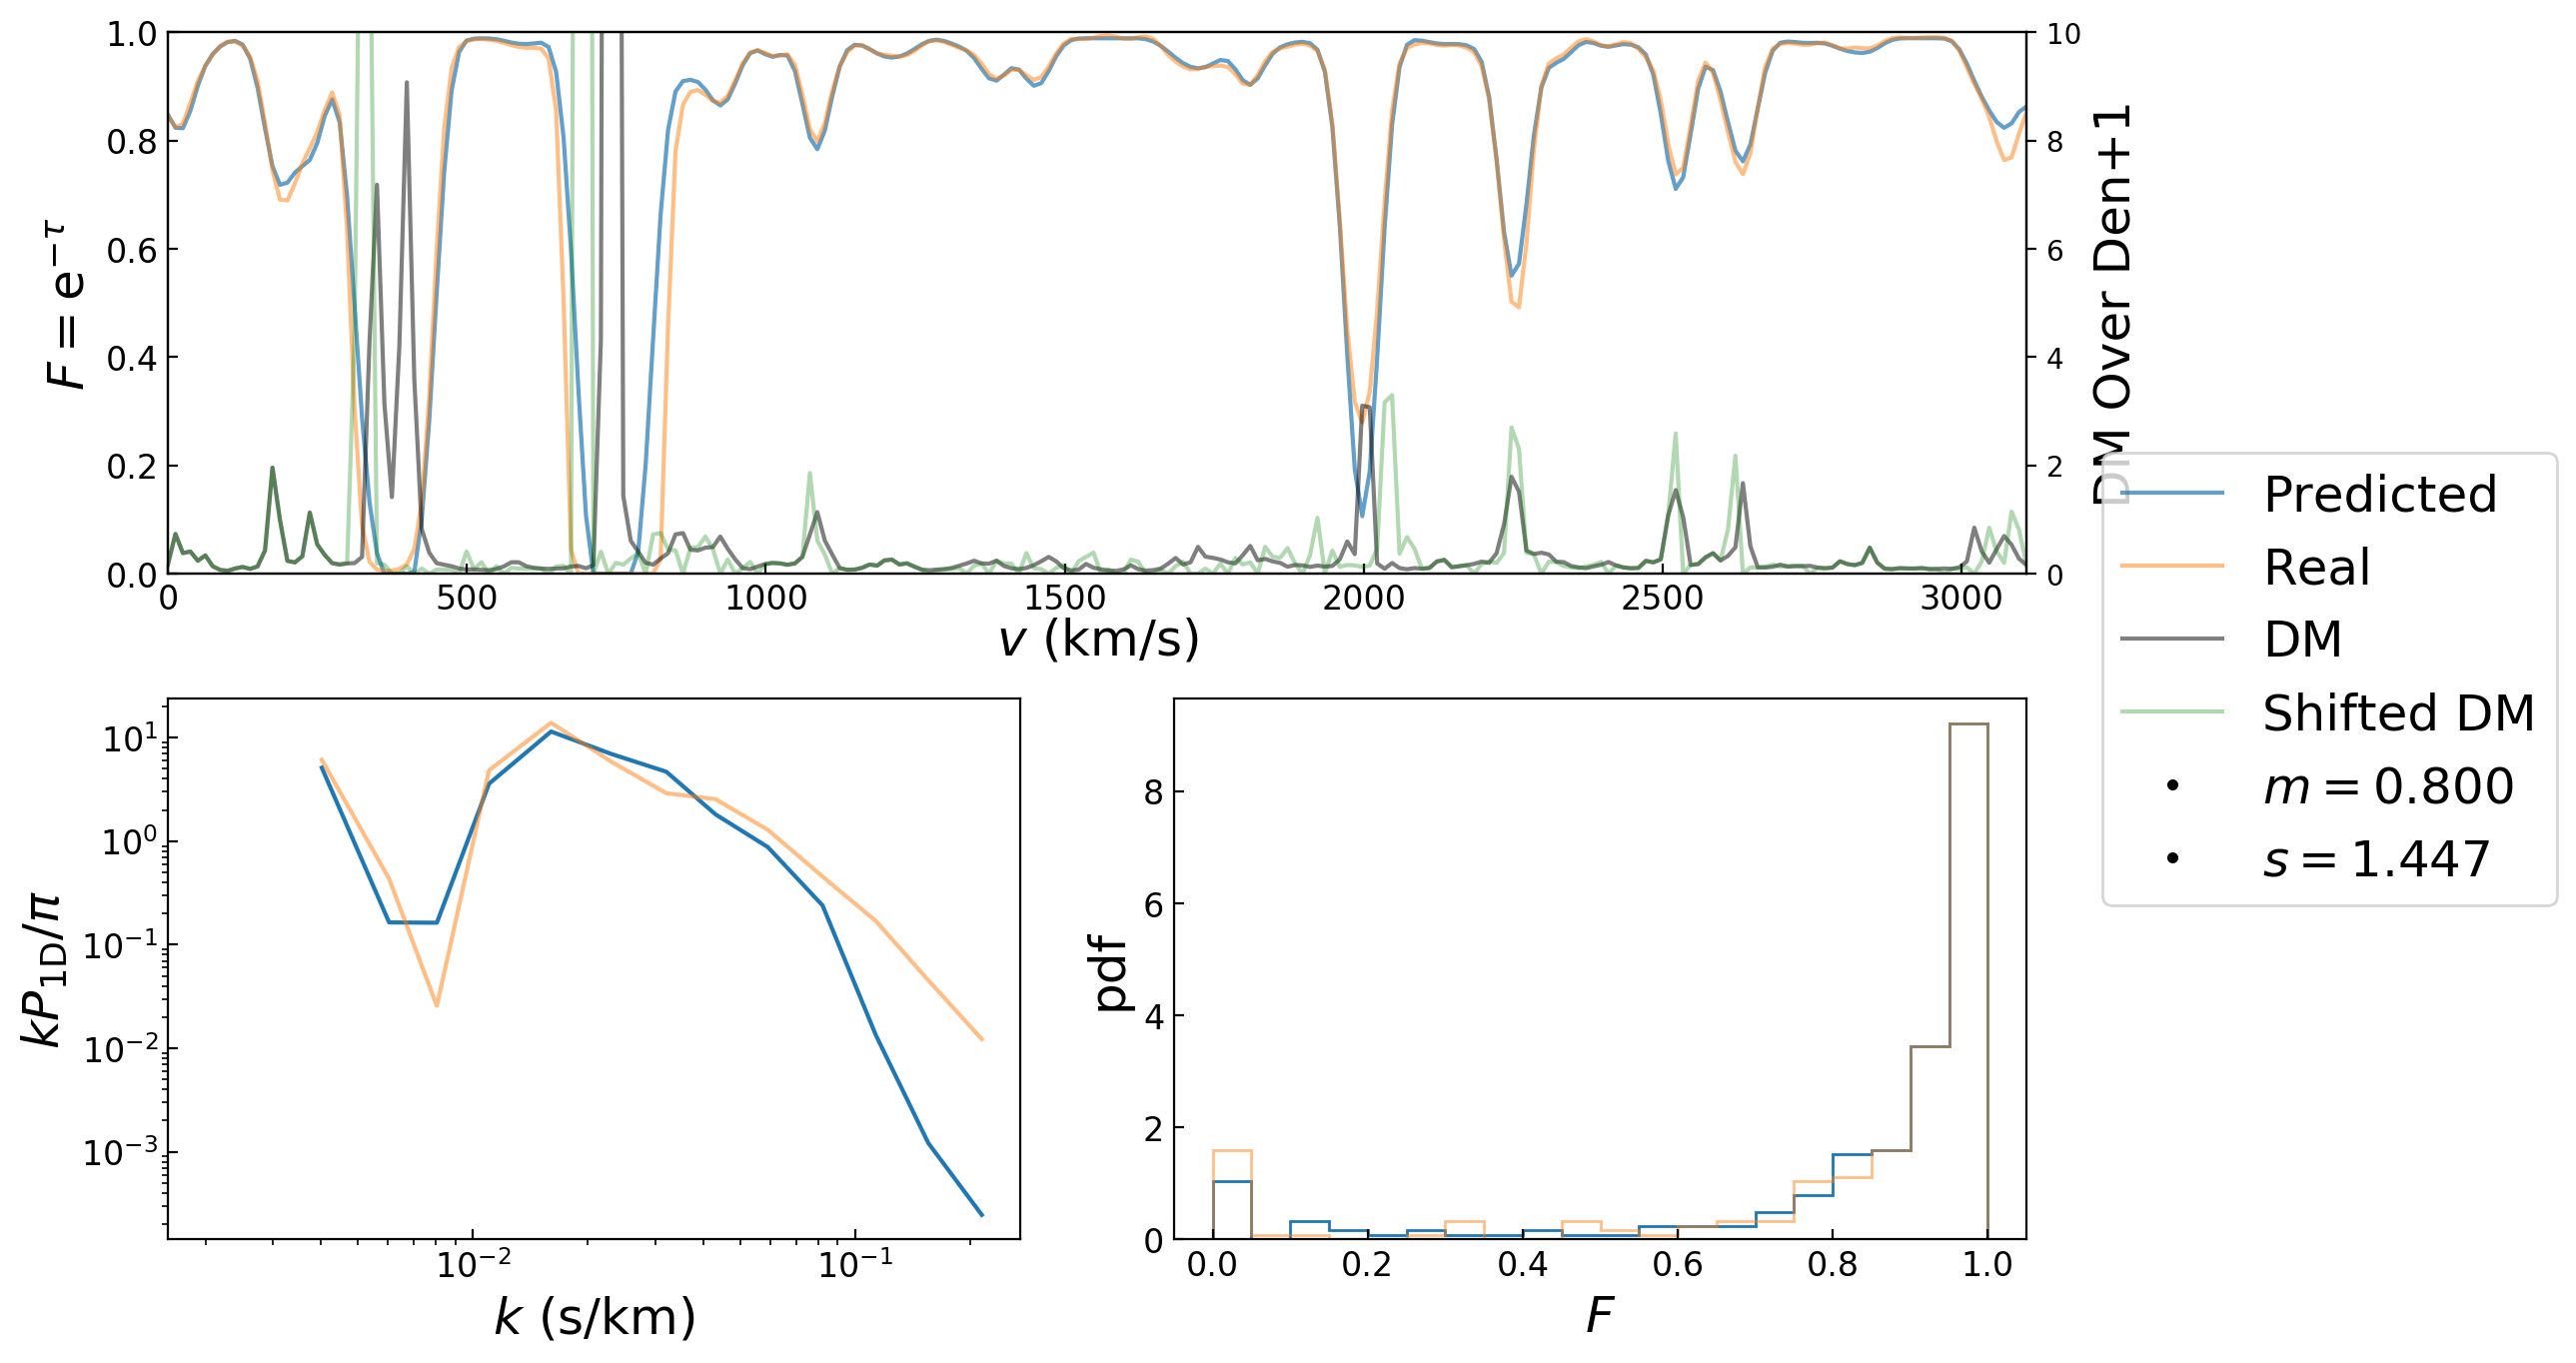 1.0
0.8
0.6
0.4
0.2
0.0
F = e^{−τ}
10
8
6
4
2
0
DM Over Den+1
0 500 1000 1500 2000 2500 3000
v (km/s)
Predicted
Real
DM
Shifted DM
m = 0.800
s = 1.447
10^1
10^0
10^{−1}
10^{−2}
10^{−3}
kP_{1D}/π
10^{−2} 10^{−1}
k (s/km)
8
6
4
2
0
pdf
0.0 0.2 0.4 0.6 0.8 1.0
F